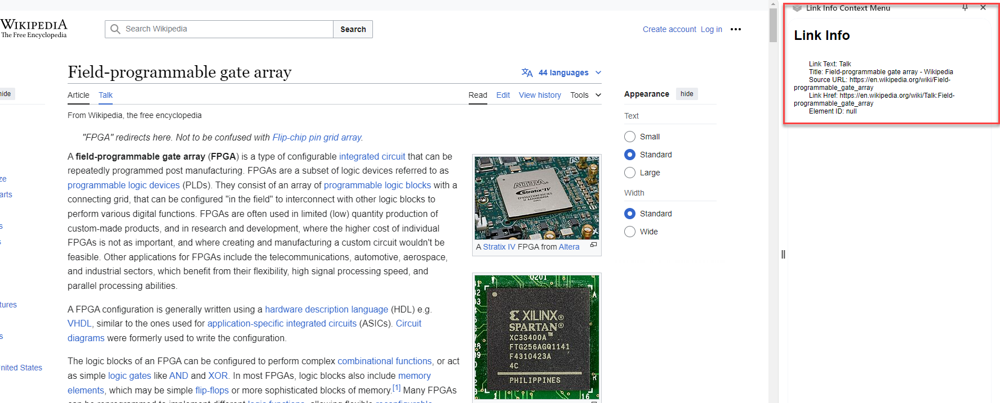 WIKIPEDIA
The Free Encyclopedia
Search Wikipedia
Search
Create account Log in
Field-programmable gate array
44 languages
hide
Article Talk
Read Edit View history Tools
From Wikipedia, the free encyclopedia
"FPGA" redirects here. Not to be confused with Flip-chip pin grid array.
A field-programmable gate array (FPGA) is a type of configurable integrated circuit that can be
repeatedly programmed post manufacturing. FPGAs are a subset of logic devices referred to as
programmable logic devices (PLDs). They consist of an array of programmable logic blocks with a
connecting grid, that can be configured "in the field" to interconnect with other logic blocks to
perform various digital functions. FPGAs are often used in limited (low) quantity production of
custom-made products, and in research and development, where the higher cost of individual
FPGAs is not as important, and where creating and manufacturing a custom circuit wouldn't be
feasible. Other applications for FPGAs include the telecommunications, automotive, aerospace,
and industrial sectors, which benefit from their flexibility, high signal processing speed, and
parallel processing abilities.
A FPGA configuration is generally written using a hardware description language (HDL) e.g.
VHDL, similar to the ones used for application-specific integrated circuits (ASICs). Circuit
diagrams were formerly used to write the configuration.
The logic blocks of an FPGA can be configured to perform complex combinational functions, or act
as simple logic gates like AND and XOR. In most FPGAs, logic blocks also include memory
elements, which may be simple flip-flops or more sophisticated blocks of memory.[1] Many FPGAs
can be reprogrammed to implement different logic functions, allowing flexible reconfigurable
ze
arts
s
s
tures
s
nited States
ALTERA®
Stratix IV
A Stratix IV FPGA from Altera
U201
XILINX®
SPARTAN®
XC3S400A™
FTG256AGQ1141
F4310423A
4C
PHILIPPINES
1 16
Appearance hide
Text
Small
Standard
Large
Width
Standard
Wide
Link Info Context Menu
Link Info
Link Text: Talk
Title: Field-programmable gate array - Wikipedia
Source URL: https://en.wikipedia.org/wiki/Field-
programmable_gate_array
Link Href: https://en.wikipedia.org/wiki/Talk:Field-
programmable_gate_array
Element ID: null